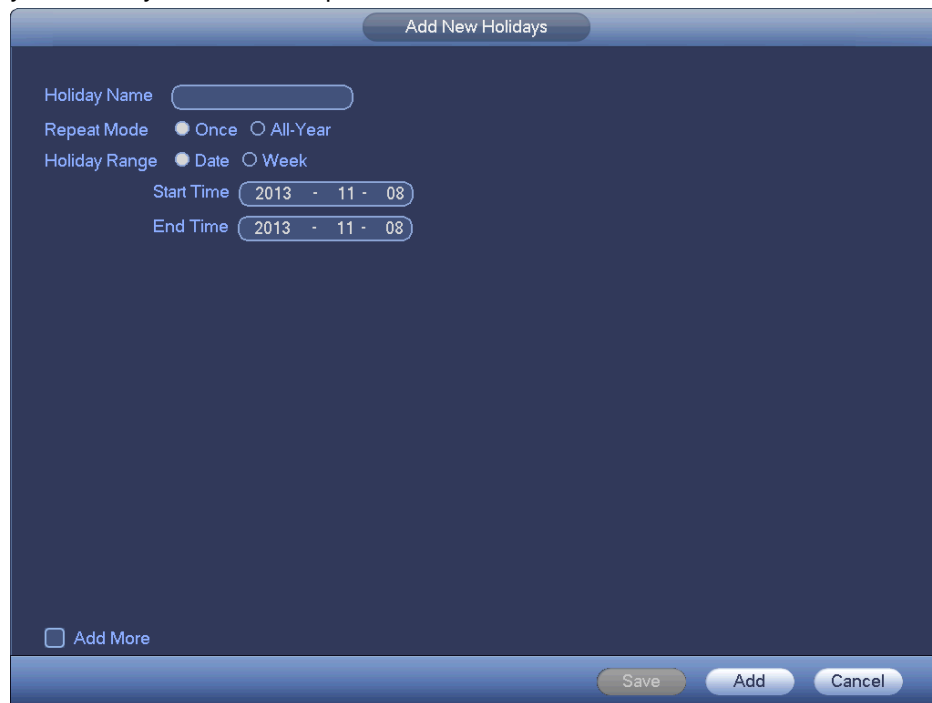 Add New Holidays
Holiday Name
Repeat Mode Once All-Year
Holiday Range Date Week
Start Time 2013 - 11 - 08
End Time 2013 - 11 - 08
Add More
Save Add Cancel